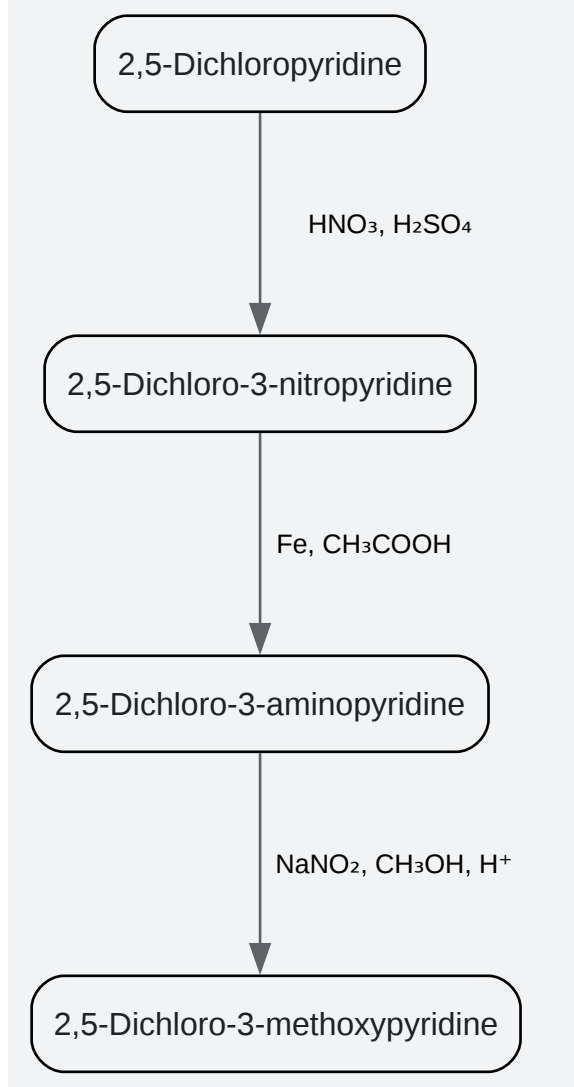 2,5-Dichloropyridine
HNO₃, H₂SO₄
2,5-Dichloro-3-nitropyridine
Fe, CH₃COOH
2,5-Dichloro-3-aminopyridine
NaNO₂, CH₃OH, H⁺
2,5-Dichloro-3-methoxypyridine